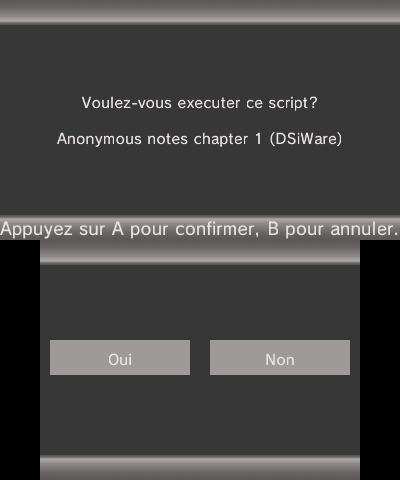 Voulez-vous executer ce script?
Anonymous notes chapter 1 (DSiWare)
Appuyez sur A pour confirmer, B pour annuler.
Oui
Non